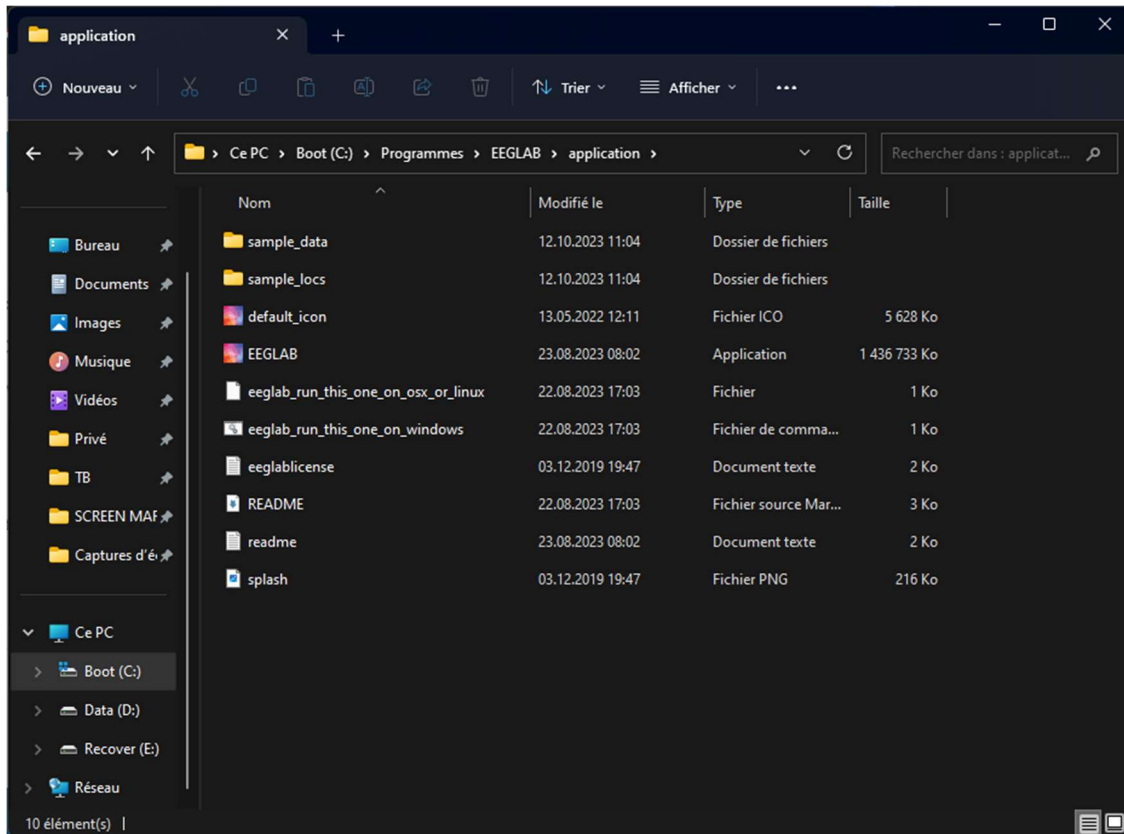 application
Nouveau
Trier
Afficher
Ce PC > Boot (C:) > Programmes > EEGLAB > application >
Rechercher dans : applicat...
Nom Modifié le Type Taille
sample_data 12.10.2023 11:04 Dossier de fichiers
sample_locs 12.10.2023 11:04 Dossier de fichiers
default_icon 13.05.2022 12:11 Fichier ICO 5 628 Ko
EEGLAB 23.08.2023 08:02 Application 1 436 733 Ko
eeglab_run_this_one_on_osx_or_linux 22.08.2023 17:03 Fichier 1 Ko
eeglab_run_this_one_on_windows 22.08.2023 17:03 Fichier de comma... 1 Ko
eeglablicense 03.12.2019 19:47 Document texte 2 Ko
README 22.08.2023 17:03 Fichier source Mar... 3 Ko
readme 23.08.2023 08:02 Document texte 2 Ko
splash 03.12.2019 19:47 Fichier PNG 216 Ko
Bureau
Documents
Images
Musique
Vidéos
Privé
TB
SCREEN MAF
Captures d'é
Ce PC
Boot (C:)
Data (D:)
Recover (E:)
Réseau
10 élément(s)